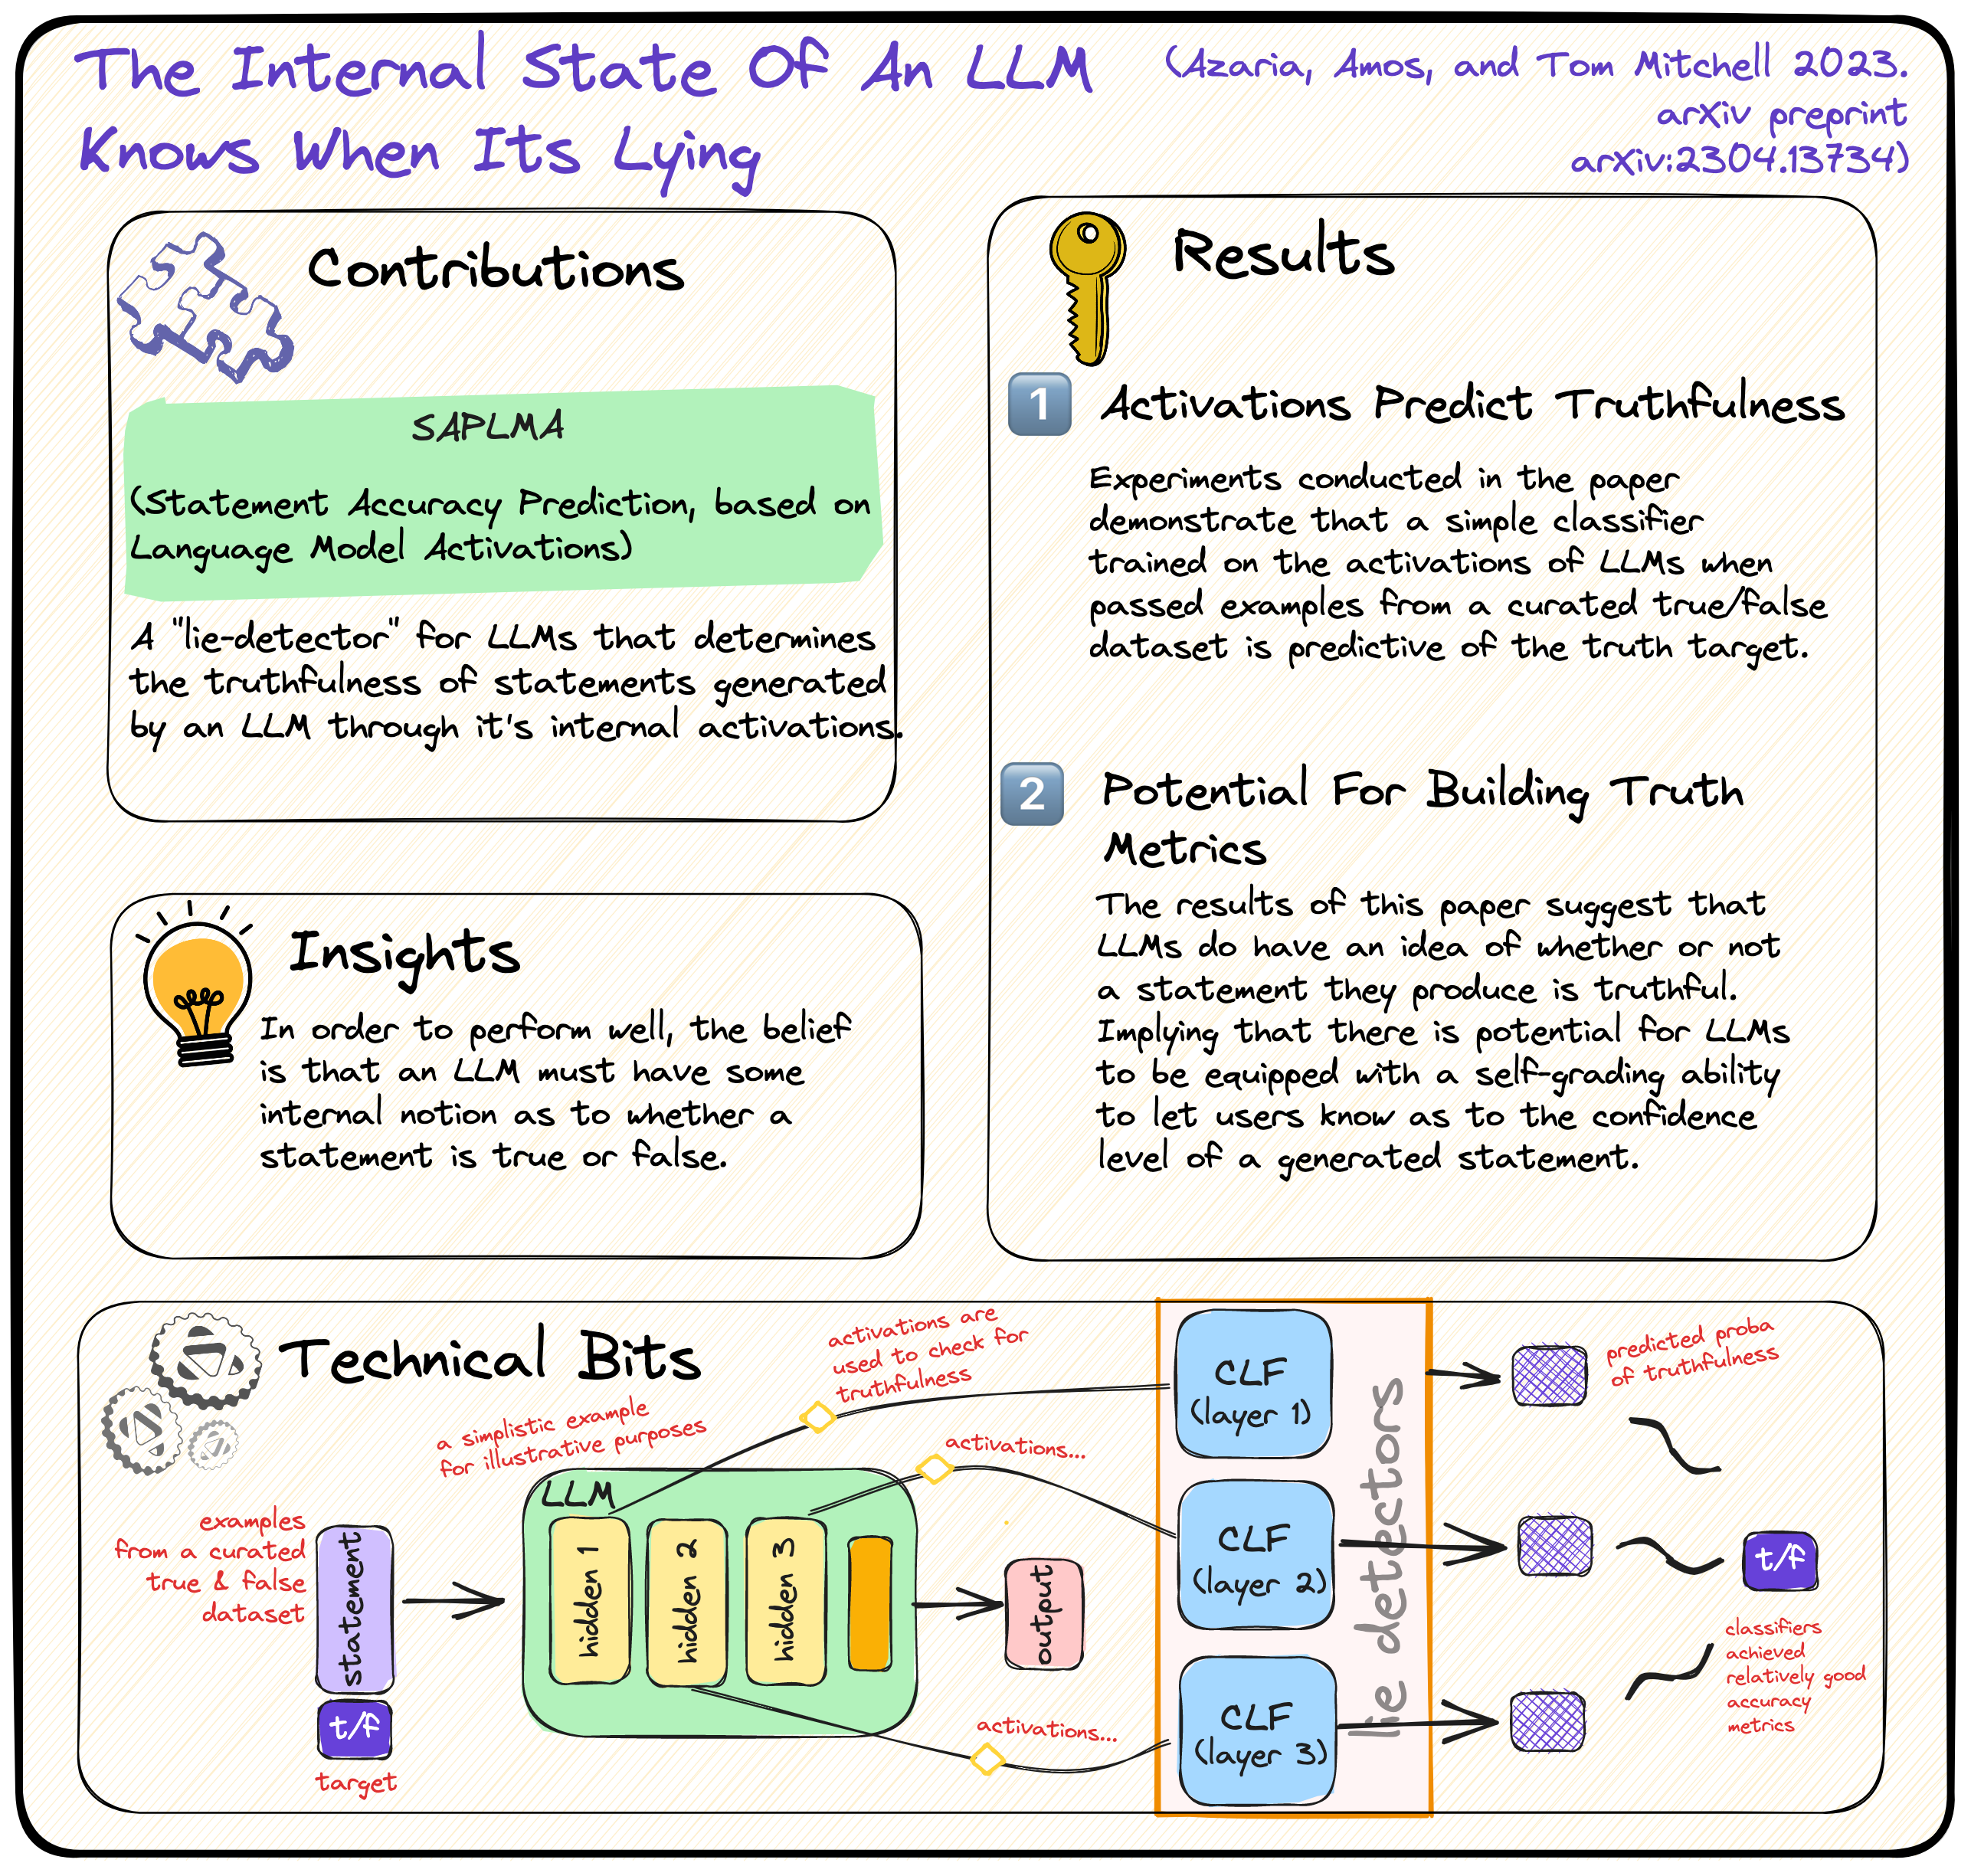 The Internal State Of An LLM
Knows When Its Lying
(Azaria, Amos, and Tom Mitchell 2023.
arXiv preprint
arXiv:2304.13734)
Contributions
SAPLMA
(Statement Accuracy Prediction, based on
Language Model Activations)
A "lie-detector" for LLMs that determines
the truthfulness of statements generated
by an LLM through it's internal activations.
Insights
In order to perform well, the belief
is that an LLM must have some
internal notion as to whether a
statement is true or false.
Results
1 Activations Predict Truthfulness
Experiments conducted in the paper
demonstrate that a simple classifier
trained on the activations of LLMs when
passed examples from a curated true/false
dataset is predictive of the truth target.
2 Potential For Building Truth
Metrics
The results of this paper suggest that
LLMs do have an idea of whether or not
a statement they produce is truthful.
Implying that there is potential for LLMs
to be equipped with a self-grading ability
to let users know as to the confidence
level of a generated statement.
Technical Bits
examples
from a curated
true & false
dataset
statement
t/f
target
a simplistic example
for illustrative purposes
LLM
hidden 1
hidden 2
hidden 3
output
activations are
used to check for
truthfulness
activations...
activations...
CLF
(layer 1)
CLF
(layer 2)
CLF
(layer 3)
lie detectors
predicted proba
of truthfulness
t/f
classifiers
achieved
relatively good
accuracy
metrics